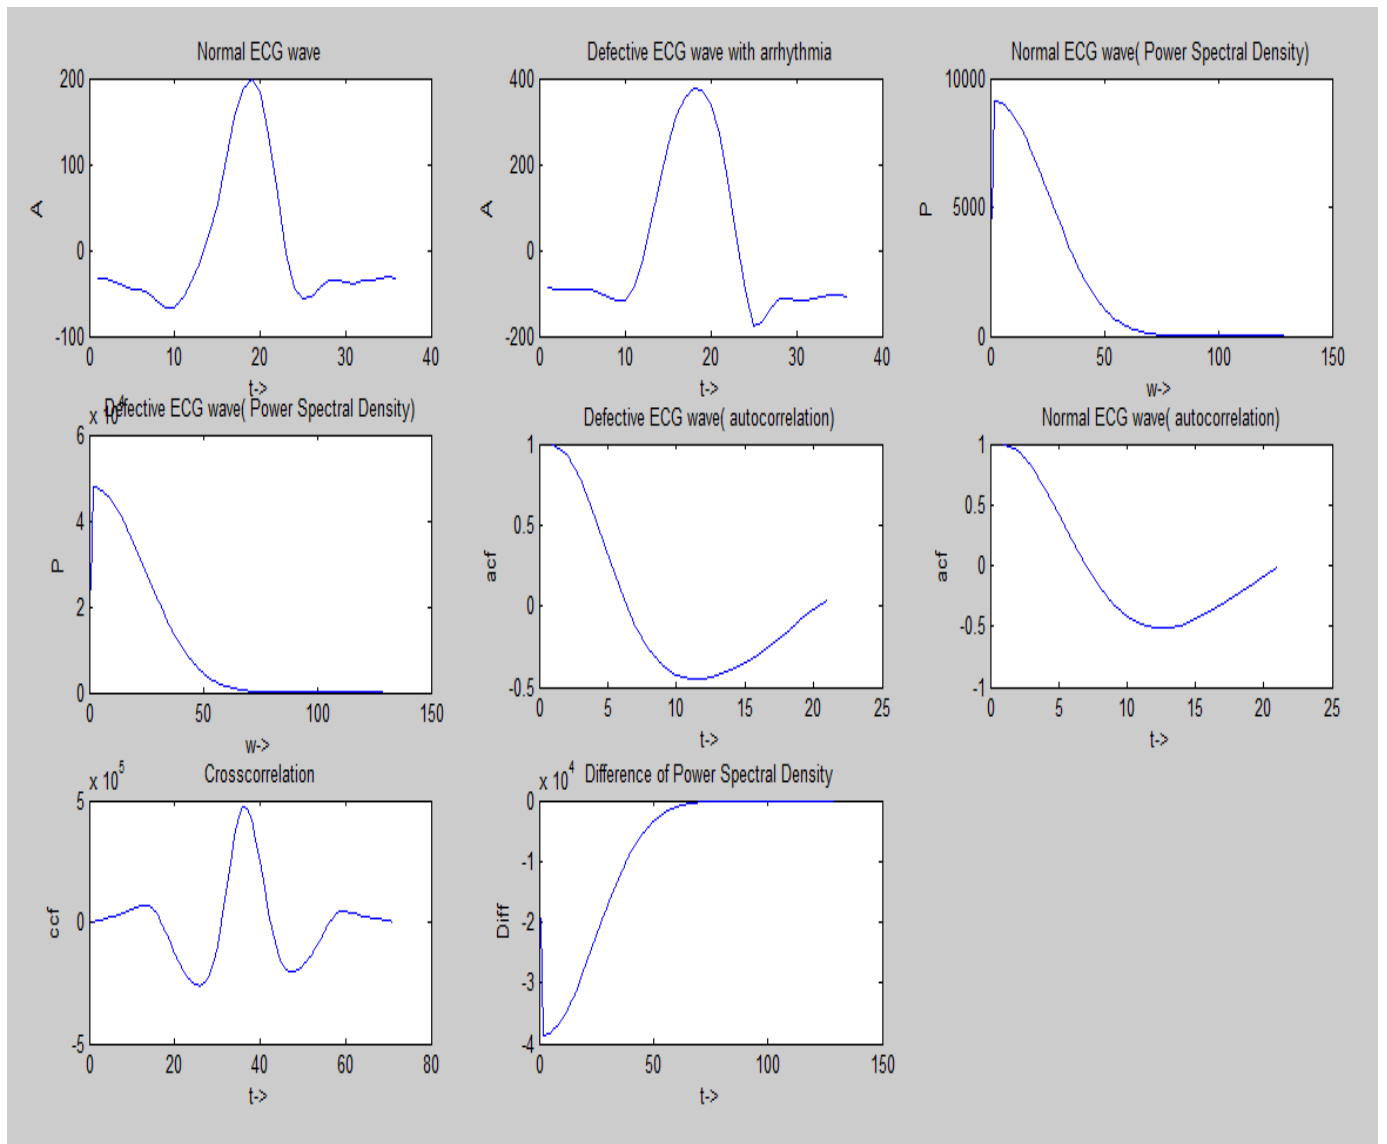 Normal ECG wave
200
100
0
-100
A
0 10 20 30 40
t->
Defective ECG wave with arrhythmia
400
200
0
-200
A
0 10 20 30 40
t->
Normal ECG wave( Power Spectral Density)
10000
5000
0
P
0 50 100 150
w->
x 10^4
Defective ECG wave( Power Spectral Density)
6
4
2
0
P
0 50 100 150
w->
Defective ECG wave( autocorrelation)
1
0.5
0
-0.5
acf
0 5 10 15 20 25
t->
Normal ECG wave( autocorrelation)
1
0.5
0
-0.5
-1
acf
0 5 10 15 20 25
t->
x 10^5
Crosscorrelation
5
0
-5
ccf
0 20 40 60 80
t->
x 10^4
Difference of Power Spectral Density
0
-1
-2
-3
-4
Diff
0 50 100 150
t->